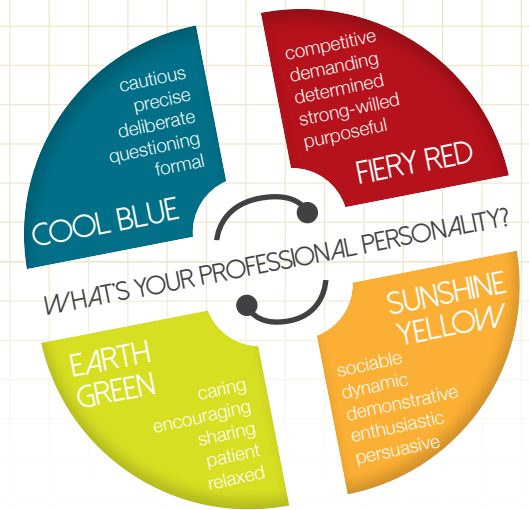 cautious
precise
deliberate
questioning
formal
COOL BLUE
competitive
demanding
determined
strong-willed
purposeful
FIERY RED
WHAT'S YOUR PROFESSIONAL PERSONALITY?
EARTH
GREEN
caring
encouraging
sharing
patient
relaxed
SUNSHINE
YELLOW
sociable
dynamic
demonstrative
enthusiastic
persuasive